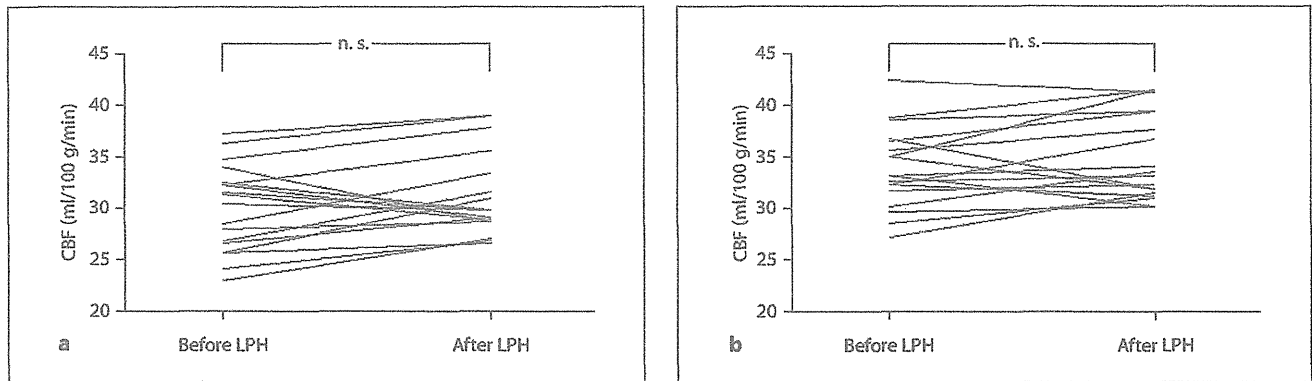 n. s.
45
40
35
30
25
20
CBF (ml/100 g/min)
a
Before LPH
After LPH
n. s.
45
40
35
30
25
20
CBF (ml/100 g/min)
b
Before LPH
After LPH